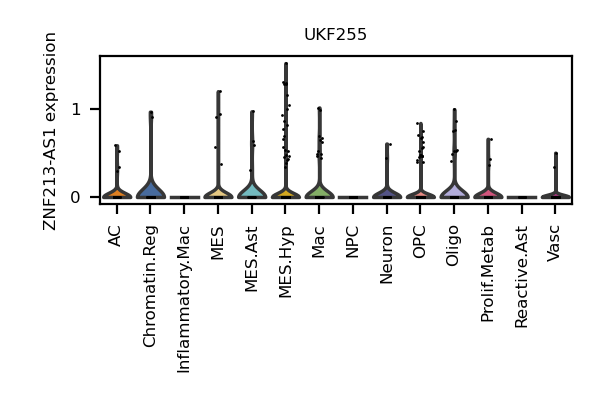 UKF255
ZNF213-AS1 expression
1
0
AC
Chromatin.Reg
Inflammatory.Mac
MES
MES.Ast
MES.Hyp
Mac
NPC
Neuron
OPC
Oligo
Prolif.Metab
Reactive.Ast
Vasc